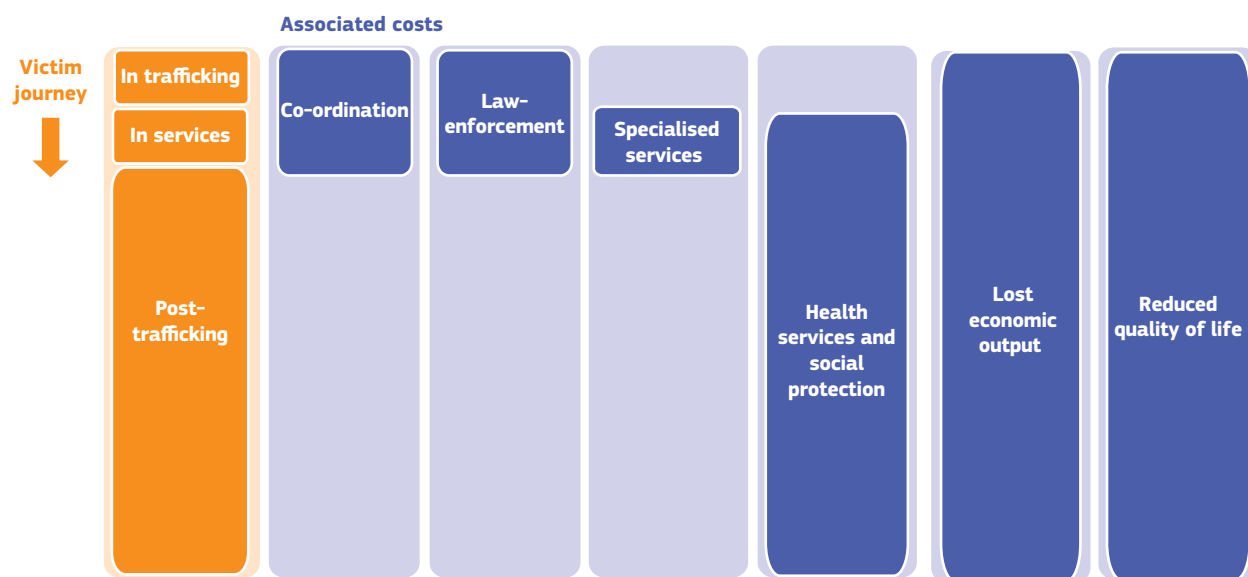 Associated costs
Victim
journey
In trafficking
In services
Post-
trafficking
Co-ordination
Law-
enforcement
Specialised
services
Health
services and
social
protection
Lost
economic
output
Reduced
quality of life